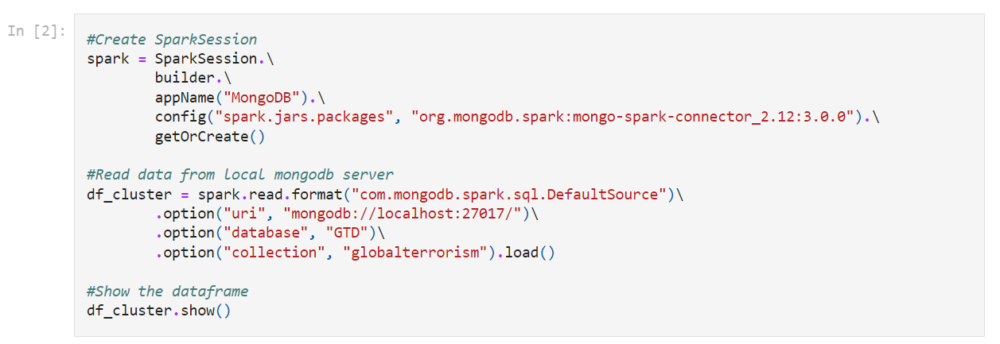 In [2]:
#Create SparkSession
spark = SparkSession.\
        builder.\
        appName("MongoDB").\
        config("spark.jars.packages", "org.mongodb.spark:mongo-spark-connector_2.12:3.0.0").\
        getOrCreate()
#Read data from local mongodb server
df_cluster = spark.read.format("com.mongodb.spark.sql.DefaultSource")\
        .option("uri", "mongodb://localhost:27017/")\
        .option("database", "GTD")\
        .option("collection", "globalterrorism").load()
#Show the dataframe
df_cluster.show()